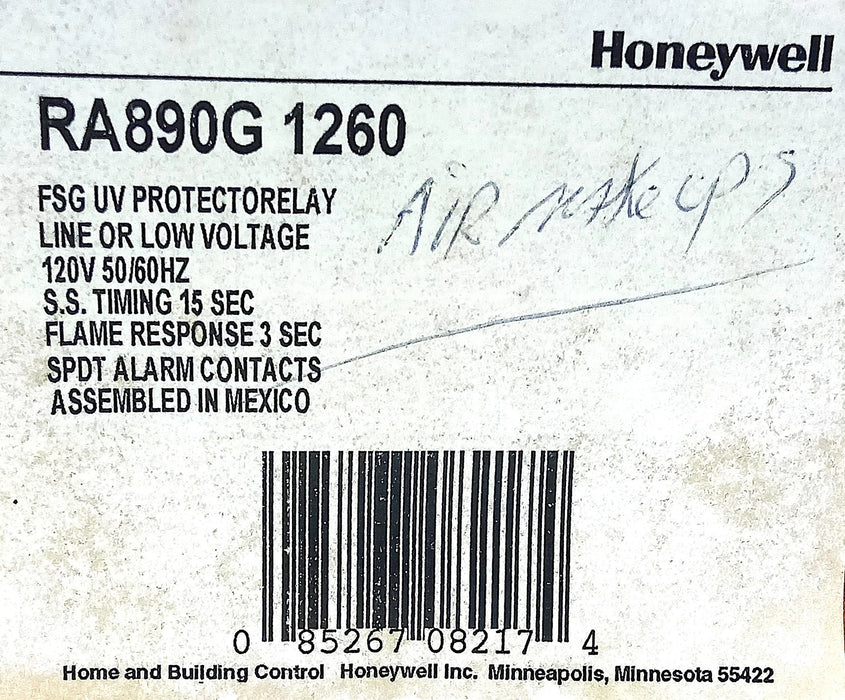 Honeywell
RA890G 1260
FSG UV PROTECTORELAY
LINE OR LOW VOLTAGE
120V 50/60HZ
S.S. TIMING 15 SEC
FLAME RESPONSE 3 SEC
SPDT ALARM CONTACTS
ASSEMBLED IN MEXICO
AIR MAKE UPS
0 85267 08217 4
Home and Building Control Honeywell Inc. Minneapolis, Minnesota 55422